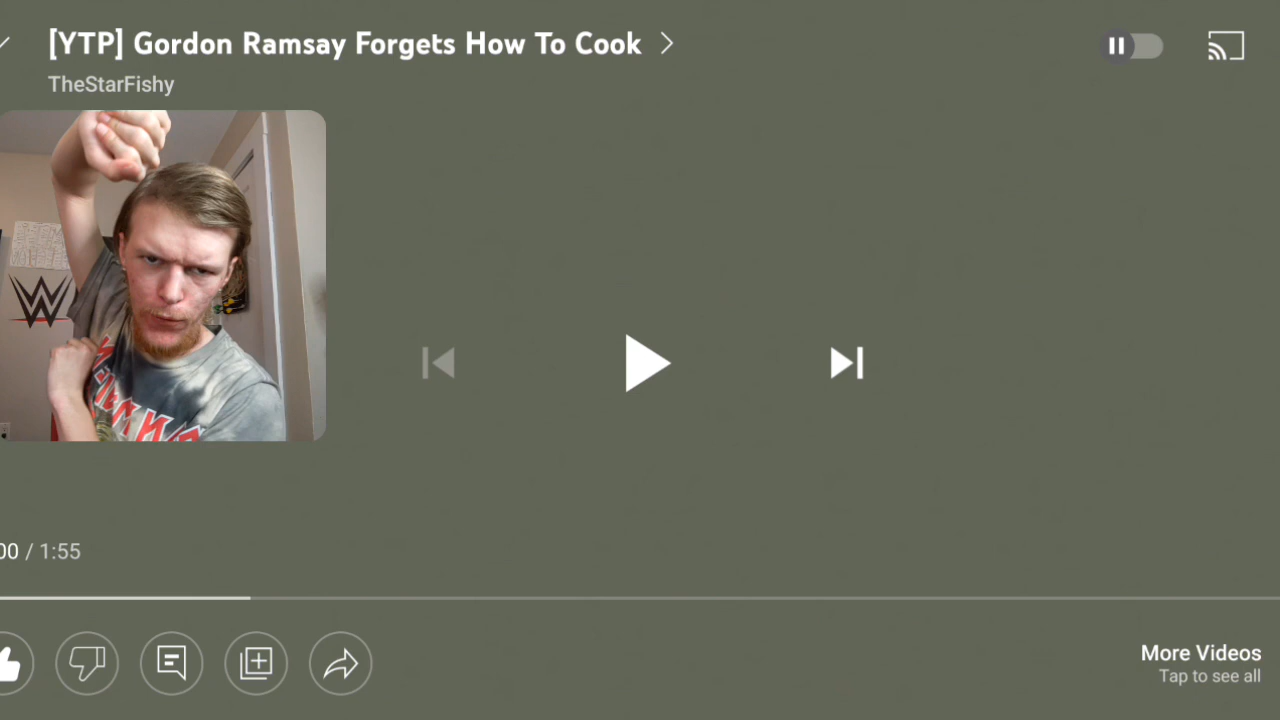 [YTP] Gordon Ramsay Forgets How To Cook
TheStarFishy
W
00 / 1:55
More Videos
Tap to see all